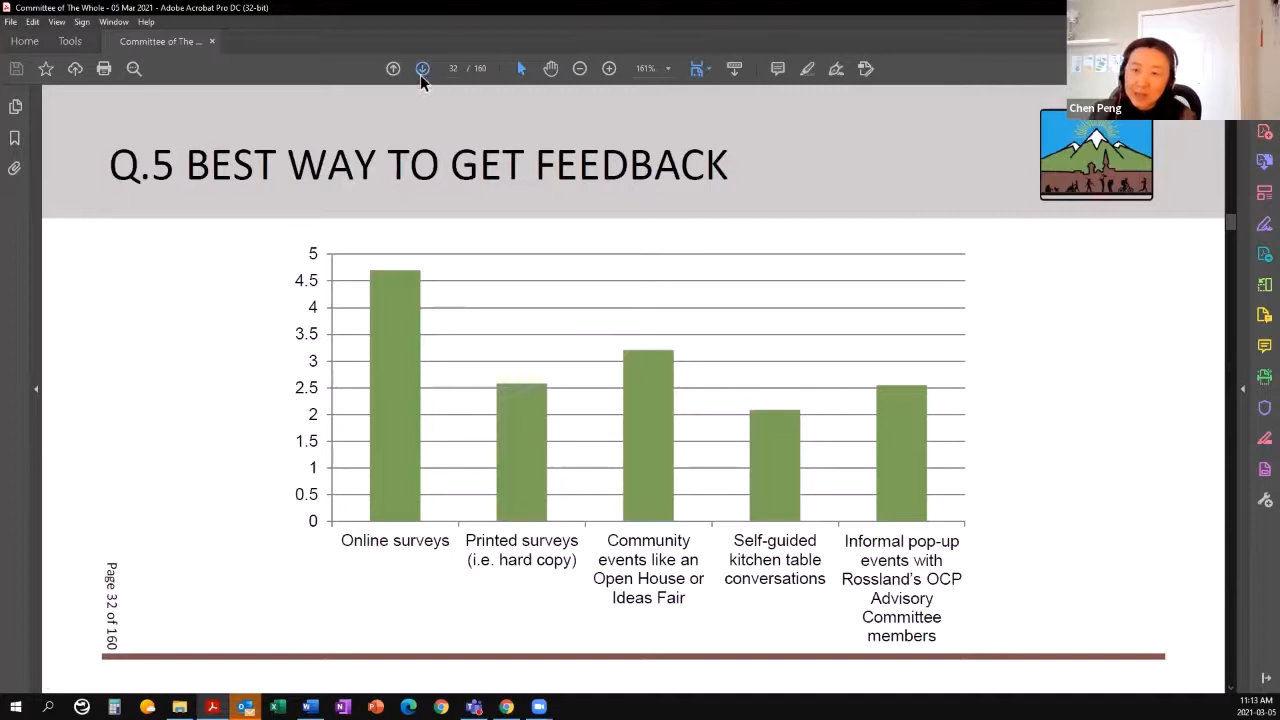 Committee of The Whole - 05 Mar 2021 - Adobe Acrobat Pro DC (32-bit)
File Edit View Sign Window Help
Home Tools Committee of The ... ×
32 / 160 161%
Chen Peng
Q.5 BEST WAY TO GET FEEDBACK
5
4.5
4
3.5
3
2.5
2
1.5
1
0.5
0
Online surveys
Printed surveys
(i.e. hard copy)
Community
events like an
Open House or
Ideas Fair
Self-guided
kitchen table
conversations
Informal pop-up
events with
Rossland’s OCP
Advisory
Committee
members
Page 32 of 160
11:13 AM
2021-03-05